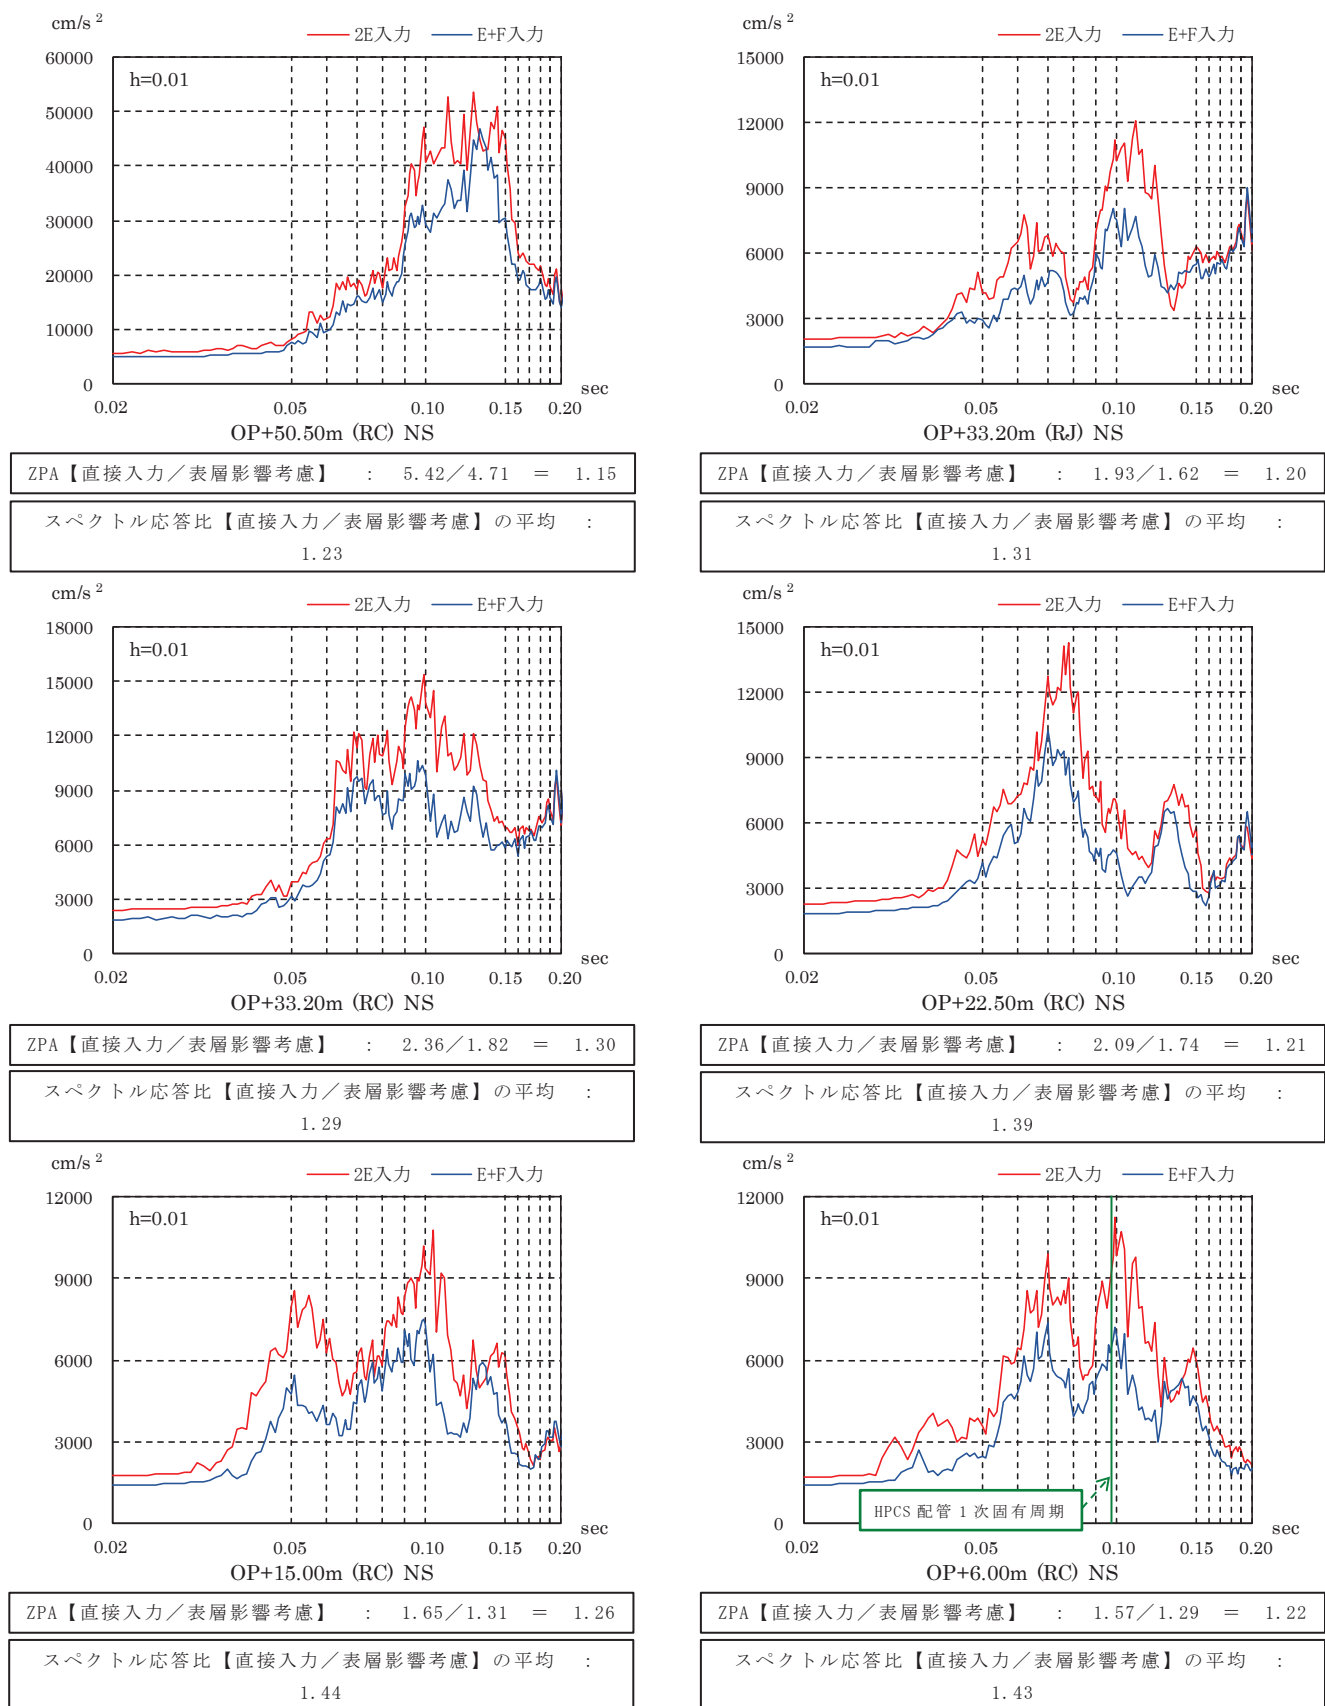 cm/s 2
2E入力 E+F入力
60000
h=0.01
50000
40000
30000
20000
10000
0
sec
0.02 0.05 0.10 0.15 0.20
OP+50.50m (RC) NS
ZPA【直接入力／表層影響考慮】 : 5.42／4.71 = 1.15
スペクトル応答比【直接入力／表層影響考慮】の平均 :
1.23
cm/s 2
2E入力 E+F入力
15000
h=0.01
12000
9000
6000
3000
0
sec
0.02 0.05 0.10 0.15 0.20
OP+33.20m (RJ) NS
ZPA【直接入力／表層影響考慮】 : 1.93／1.62 = 1.20
スペクトル応答比【直接入力／表層影響考慮】の平均 :
1.31
cm/s 2
2E入力 E+F入力
18000
h=0.01
15000
12000
9000
6000
3000
0
sec
0.02 0.05 0.10 0.15 0.20
OP+33.20m (RC) NS
ZPA【直接入力／表層影響考慮】 : 2.36／1.82 = 1.30
スペクトル応答比【直接入力／表層影響考慮】の平均 :
1.29
cm/s 2
2E入力 E+F入力
15000
h=0.01
12000
9000
6000
3000
0
sec
0.02 0.05 0.10 0.15 0.20
OP+22.50m (RC) NS
ZPA【直接入力／表層影響考慮】 : 2.09／1.74 = 1.21
スペクトル応答比【直接入力／表層影響考慮】の平均 :
1.39
cm/s 2
2E入力 E+F入力
12000
h=0.01
9000
6000
3000
0
sec
0.02 0.05 0.10 0.15 0.20
OP+15.00m (RC) NS
ZPA【直接入力／表層影響考慮】 : 1.65／1.31 = 1.26
スペクトル応答比【直接入力／表層影響考慮】の平均 :
1.44
cm/s 2
2E入力 E+F入力
12000
h=0.01
9000
6000
3000
HPCS 配管 1 次固有周期
0
sec
0.02 0.05 0.10 0.15 0.20
OP+6.00m (RC) NS
ZPA【直接入力／表層影響考慮】 : 1.57／1.29 = 1.22
スペクトル応答比【直接入力／表層影響考慮】の平均 :
1.43